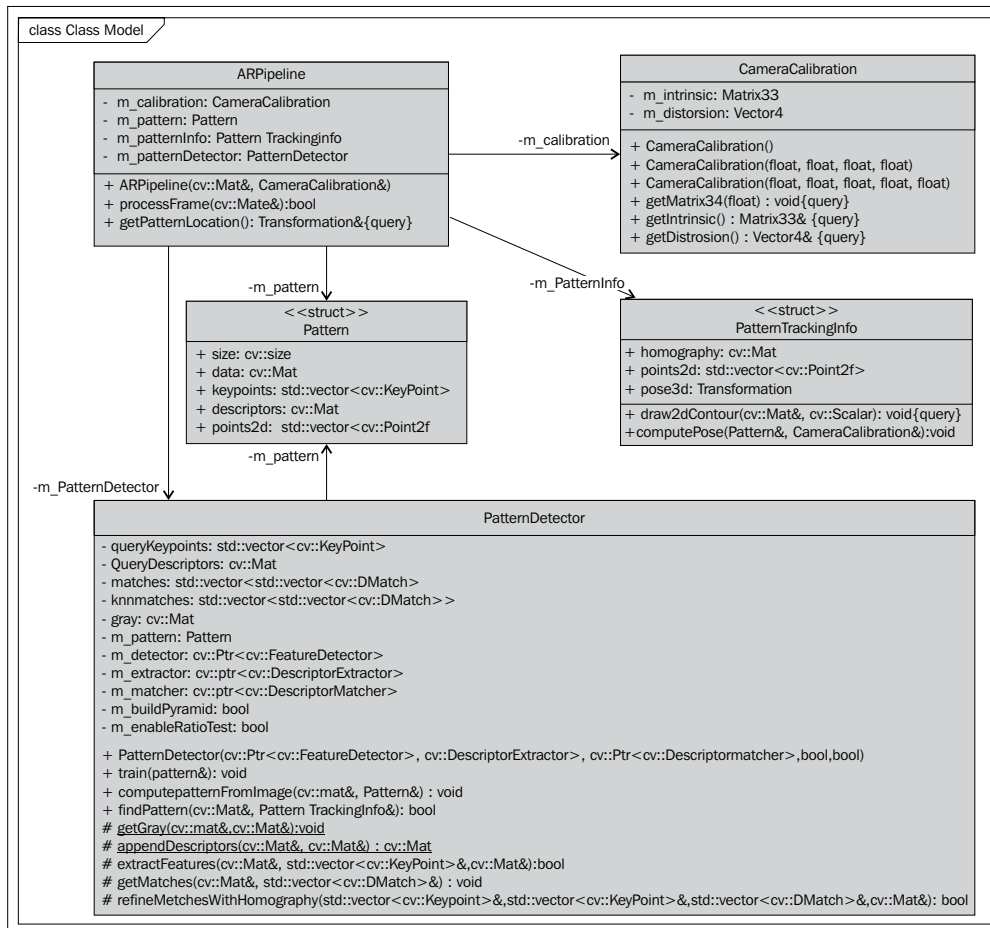 class Class Model
ARPipeline
- m_calibration: CameraCalibration
- m_pattern: Pattern
- m_patternInfo: Pattern TrackingInfo
- m_patternDetector: PatternDetector
+ ARPipeline(cv::Mat&, CameraCalibration&)
+ processFrame(cv::Mate&):bool
+ getPatternLocation(): Transformation&{query}
-m_calibration
CameraCalibration
- m_intrinsic: Matrix33
- m_distorsion: Vector4
+ CameraCalibration()
+ CameraCalibration(float, float, float, float)
+ CameraCalibration(float, float, float, float, float)
+ getMatrix34(float) : void{query}
+ getIntrinsic() : Matrix33& {query}
+ getDistrosion() : Vector4& {query}
-m_pattern
-m_PatternInfo
<<struct>>
Pattern
+ size: cv::size
+ data: cv::Mat
+ keypoints: std::vector<cv::KeyPoint>
+ descriptors: cv::Mat
+ points2d: std::vector<cv::Point2f
<<struct>>
PatternTrackingInfo
+ homography: cv::Mat
+ points2d: std::vector<cv::Point2f>
+ pose3d: Transformation
+ draw2dContour(cv::Mat&, cv::Scalar): void{query}
+computePose(Pattern&, CameraCalibration&):void
-m_pattern
-m_PatternDetector
PatternDetector
- queryKeypoints: std::vector<cv::KeyPoint>
- QueryDescriptors: cv::Mat
- matches: std::vector<std::vector<cv::DMatch>
- knnmatches: std::vector<std::vector<cv::DMatch>>
- gray: cv::Mat
- m_pattern: Pattern
- m_detector: cv::Ptr<cv::FeatureDetector>
- m_extractor: cv::ptr<cv::DescriptorExtractor>
- m_matcher: cv::ptr<cv::DescriptorMatcher>
- m_buildPyramid: bool
- m_enableRatioTest: bool
+ PatternDetector(cv::Ptr<cv::FeatureDetector>, cv::DescriptorExtractor>, cv::Ptr<cv::Descriptormatcher>,bool,bool)
+ train(pattern&): void
+ computepatternFromImage(cv::mat&, Pattern&) : void
+ findPattern(cv::Mat&, Pattern TrackingInfo&): bool
# getGray(cv::mat&,cv::Mat&):void
# appendDescriptors(cv::Mat&, cv::Mat&) : cv::Mat
# extractFeatures(cv::Mat&, std::vector<cv::KeyPoint>&,cv::Mat&):bool
# getMatches(cv::Mat&, std::vector<cv::DMatch>&) : void
# refineMetchesWithHomography(std::vector<cv::Keypoint>&,std::vector<cv::KeyPoint>&,std::vector<cv::DMatch>&,cv::Mat&): bool